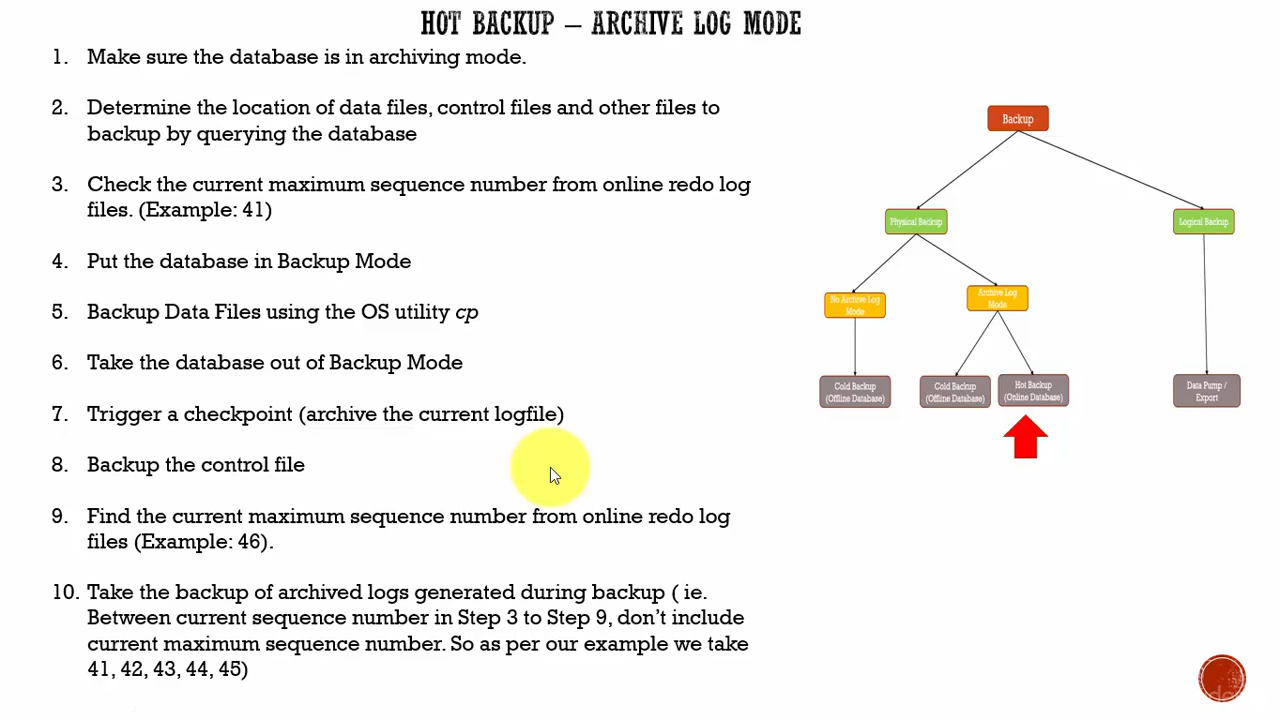 HOT BACKUP – ARCHIVE LOG MODE
1. Make sure the database is in archiving mode.
2. Determine the location of data files, control files and other files to
backup by querying the database
3. Check the current maximum sequence number from online redo log
files. (Example: 41)
4. Put the database in Backup Mode
5. Backup Data Files using the OS utility cp
6. Take the database out of Backup Mode
7. Trigger a checkpoint (archive the current logfile)
8. Backup the control file
9. Find the current maximum sequence number from online redo log
files (Example: 46).
10. Take the backup of archived logs generated during backup ( ie.
Between current sequence number in Step 3 to Step 9, don’t include
current maximum sequence number. So as per our example we take
41, 42, 43, 44, 45)
Backup
Physical Backup
Logical Backup
No Archive Log
Mode
Archive Log
Mode
Cold Backup
(Offline Database)
Cold Backup
(Offline Database)
Hot Backup
(Online Database)
Data Pump /
Export